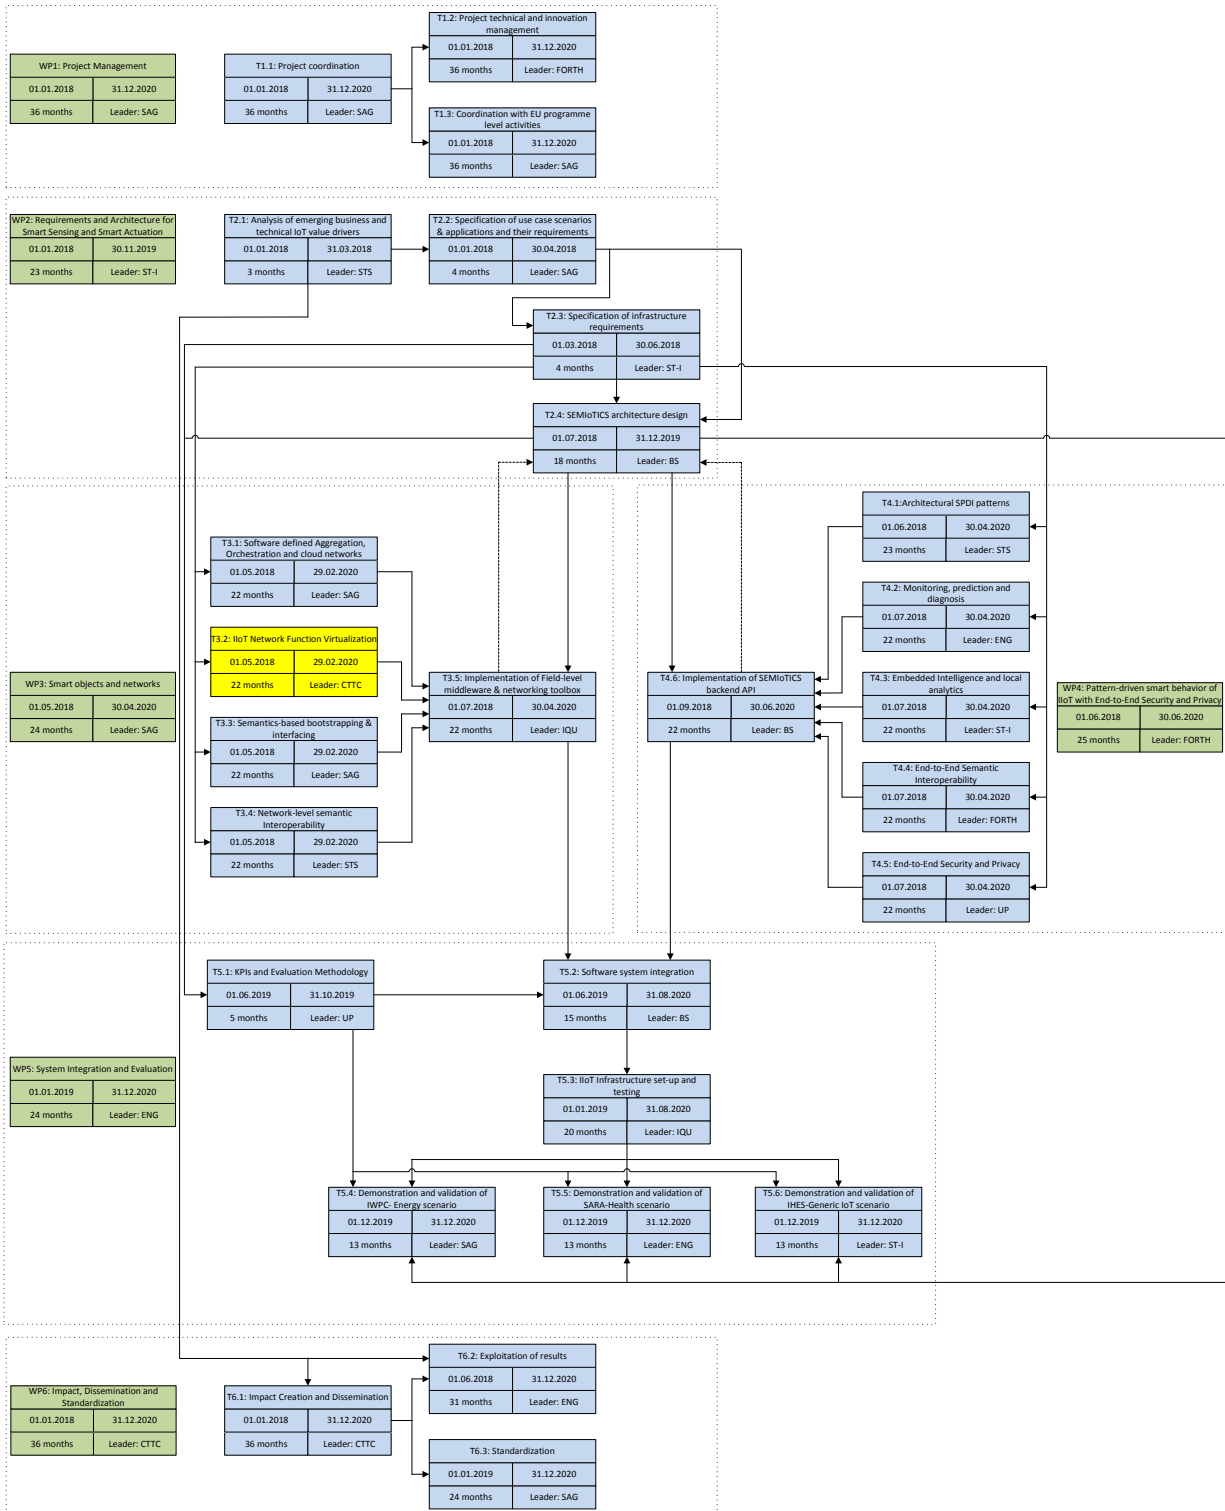 T1.2: Project technical and innovation
management
01.01.2018 31.12.2020
36 months Leader: FORTH
WP1: Project Management
01.01.2018 31.12.2020
36 months Leader: SAG
T1.1: Project coordination
01.01.2018 31.12.2020
36 months Leader: SAG
T1.3: Coordination with EU programme
level activities
01.01.2018 31.12.2020
36 months Leader: SAG
WP2: Requirements and Architecture for
Smart Sensing and Smart Actuation
01.01.2018 30.11.2019
23 months Leader: ST-I
T2.1: Analysis of emerging business and
technical IoT value drivers
01.01.2018 31.03.2018
3 months Leader: STS
T2.2: Specification of use case scenarios
& applications and their requirements
01.01.2018 30.04.2018
4 months Leader: SAG
T2.3: Specification of infrastructure
requirements
01.03.2018 30.06.2018
4 months Leader: ST-I
T2.4: SEMIoTICS architecture design
01.07.2018 31.12.2019
18 months Leader: BS
WP3: Smart objects and networks
01.05.2018 30.04.2020
24 months Leader: SAG
T3.1: Software defined Aggregation,
Orchestration and cloud networks
01.05.2018 29.02.2020
22 months Leader: SAG
T3.2: IIoT Network Function Virtualization
01.05.2018 29.02.2020
22 months Leader: CTTC
T3.3: Semantics-based bootstrapping &
interfacing
01.05.2018 29.02.2020
22 months Leader: SAG
T3.4: Network-level semantic
Interoperability
01.05.2018 29.02.2020
22 months Leader: STS
T3.5: Implementation of Field-level
middleware & networking toolbox
01.07.2018 30.04.2020
22 months Leader: IQU
T4.6: Implementation of SEMIoTICS
backend API
01.09.2018 30.06.2020
22 months Leader: BS
T4.1:Architectural SPDI patterns
01.06.2018 30.04.2020
23 months Leader: STS
T4.2: Monitoring, prediction and
diagnosis
01.07.2018 30.04.2020
22 months Leader: ENG
T4.3: Embedded Intelligence and local
analytics
01.07.2018 30.04.2020
22 months Leader: ST-I
T4.4: End-to-End Semantic
Interoperability
01.07.2018 30.04.2020
22 months Leader: FORTH
T4.5: End-to-End Security and Privacy
01.07.2018 30.04.2020
22 months Leader: UP
WP4: Pattern-driven smart behavior of
IIoT with End-to-End Security and Privacy
01.06.2018 30.06.2020
25 months Leader: FORTH
T5.1: KPIs and Evaluation Methodology
01.06.2019 31.10.2019
5 months Leader: UP
T5.2: Software system integration
01.06.2019 31.08.2020
15 months Leader: BS
WP5: System Integration and Evaluation
01.01.2019 31.12.2020
24 months Leader: ENG
T5.3: IIoT Infrastructure set-up and
testing
01.01.2019 31.08.2020
20 months Leader: IQU
T5.4: Demonstration and validation of
IWPC- Energy scenario
01.12.2019 31.12.2020
13 months Leader: SAG
T5.5: Demonstration and validation of
SARA-Health scenario
01.12.2019 31.12.2020
13 months Leader: ENG
T5.6: Demonstration and validation of
IHES-Generic IoT scenario
01.12.2019 31.12.2020
13 months Leader: ST-I
T6.2: Exploitation of results
01.06.2018 31.12.2020
31 months Leader: ENG
WP6: Impact, Dissemination and
Standardization
01.01.2018 31.12.2020
36 months Leader: CTTC
T6.1: Impact Creation and Dissemination
01.01.2018 31.12.2020
36 months Leader: CTTC
T6.3: Standardization
01.01.2019 31.12.2020
24 months Leader: SAG